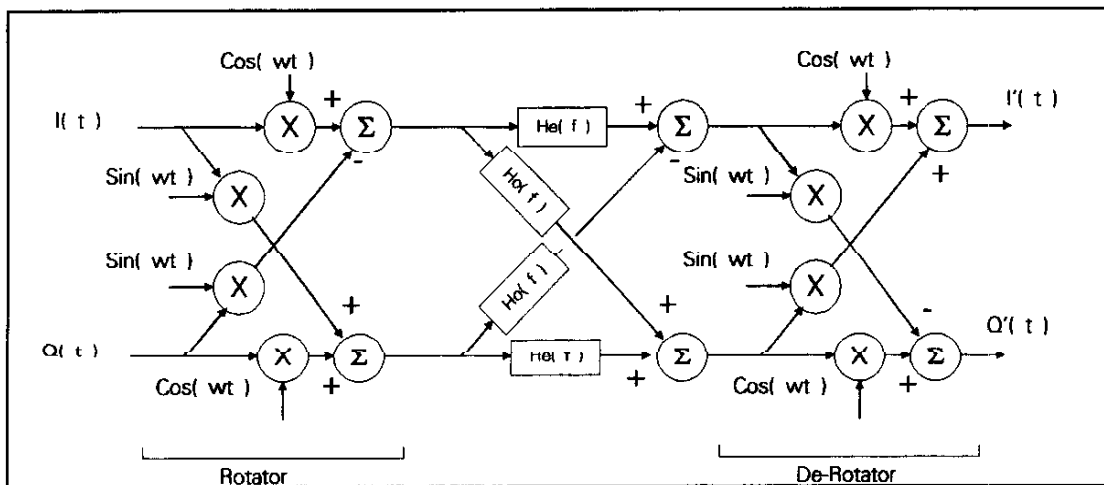 Cos( wt ) Cos( wt )
I( t ) X + Σ He( f ) + Σ X + Σ I'( t )
- - +
Sin( wt ) X Ho( f ) Sin( wt ) X
Sin( wt ) X Ho( f ) Sin( wt ) X
+ + -
Q( t ) X + Σ He( f ) + Σ X + Σ Q'( t )
Cos( wt ) Cos( wt )
Rotator De-Rotator